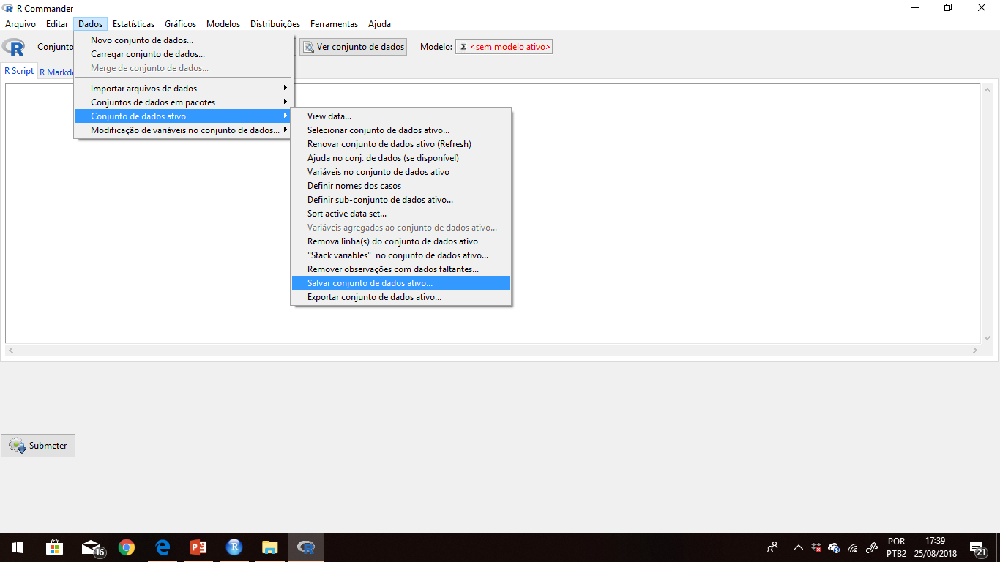 R Commander
Arquivo Editar Dados Estatísticas Gráficos Modelos Distribuições Ferramentas Ajuda
Conjunto
Ver conjunto de dados
Modelo:
Σ <sem modelo ativo>
R Script
R Markdo
Novo conjunto de dados...
Carregar conjunto de dados...
Merge de conjunto de dados...
Importar arquivos de dados
Conjuntos de dados em pacotes
Conjunto de dados ativo
Modificação de variáveis no conjunto de dados...
View data...
Selecionar conjunto de dados ativo...
Renovar conjunto de dados ativo (Refresh)
Ajuda no conj. de dados (se disponível)
Variáveis no conjunto de dados ativo
Definir nomes dos casos
Definir sub-conjunto de dados ativo...
Sort active data set...
Variáveis agregadas ao conjunto de dados ativo...
Remova linha(s) do conjunto de dados ativo
"Stack variables"  no conjunto de dados ativo...
Remover observações com dados faltantes...
Salvar conjunto de dados ativo...
Exportar conjunto de dados ativo...
Submeter
16
POR
PTB2
17:39
25/08/2018
21